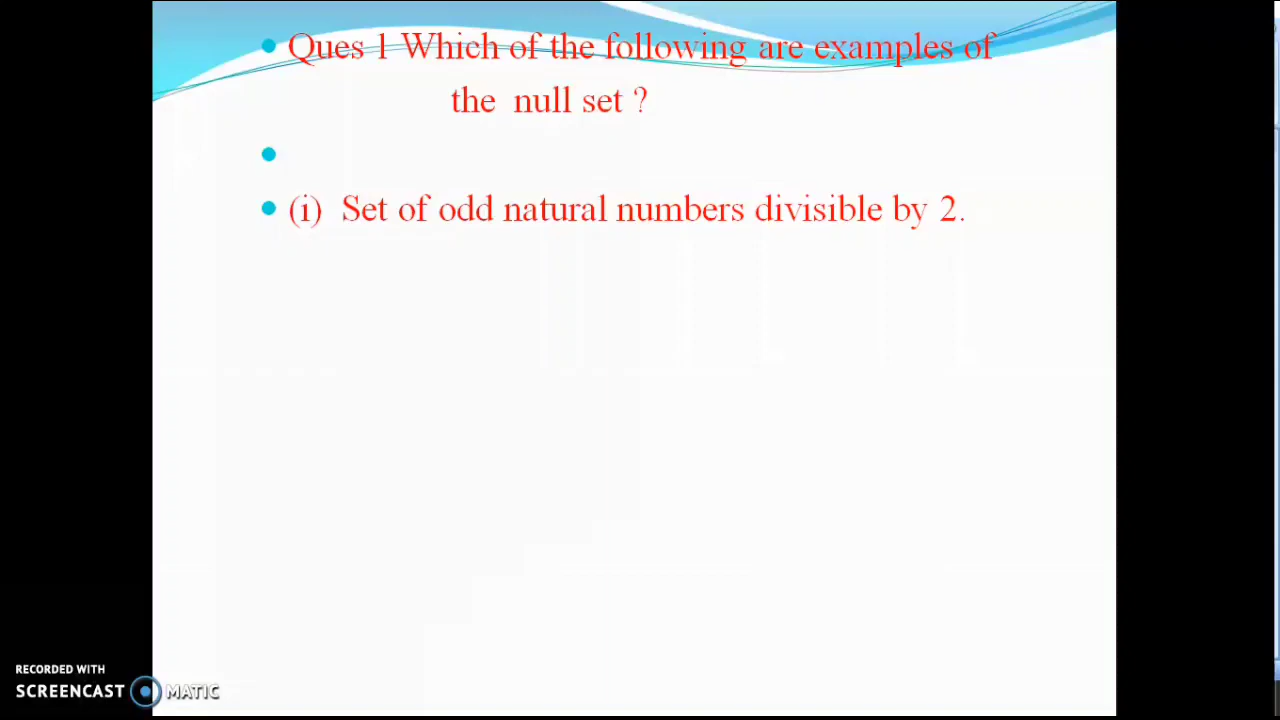 Ques 1 Which of the following are examples of
the null set ?
(i) Set of odd natural numbers divisible by 2.
RECORDED WITH
SCREENCAST MATIC